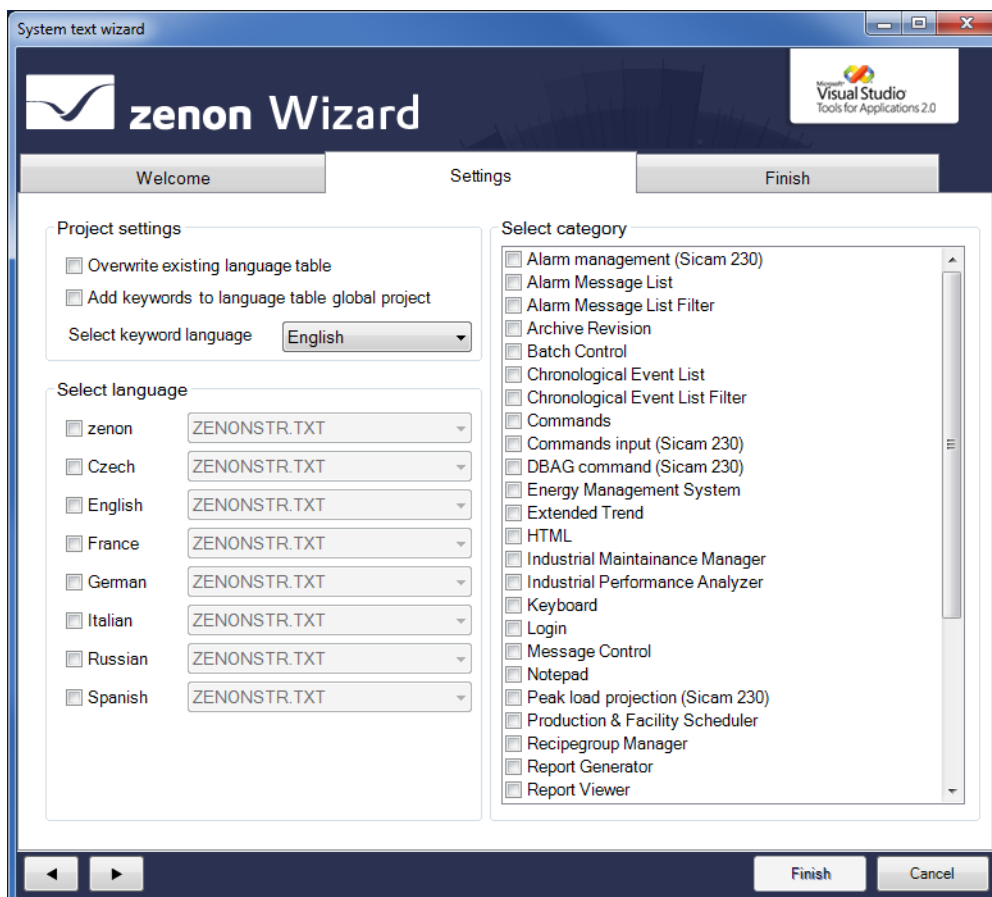 System text wizard
Microsoft
Visual Studio
Tools for Applications 2.0
zenon Wizard
Welcome
Settings
Finish
Project settings
Overwrite existing language table
Add keywords to language table global project
Select keyword language
English
Select language
zenon ZENONSTR.TXT
Czech ZENONSTR.TXT
English ZENONSTR.TXT
France ZENONSTR.TXT
German ZENONSTR.TXT
Italian ZENONSTR.TXT
Russian ZENONSTR.TXT
Spanish ZENONSTR.TXT
Select category
Alarm management (Sicam 230)
Alarm Message List
Alarm Message List Filter
Archive Revision
Batch Control
Chronological Event List
Chronological Event List Filter
Commands
Commands input (Sicam 230)
DBAG command (Sicam 230)
Energy Management System
Extended Trend
HTML
Industrial Maintainance Manager
Industrial Performance Analyzer
Keyboard
Login
Message Control
Notepad
Peak load projection (Sicam 230)
Production & Facility Scheduler
Recipegroup Manager
Report Generator
Report Viewer
Finish
Cancel